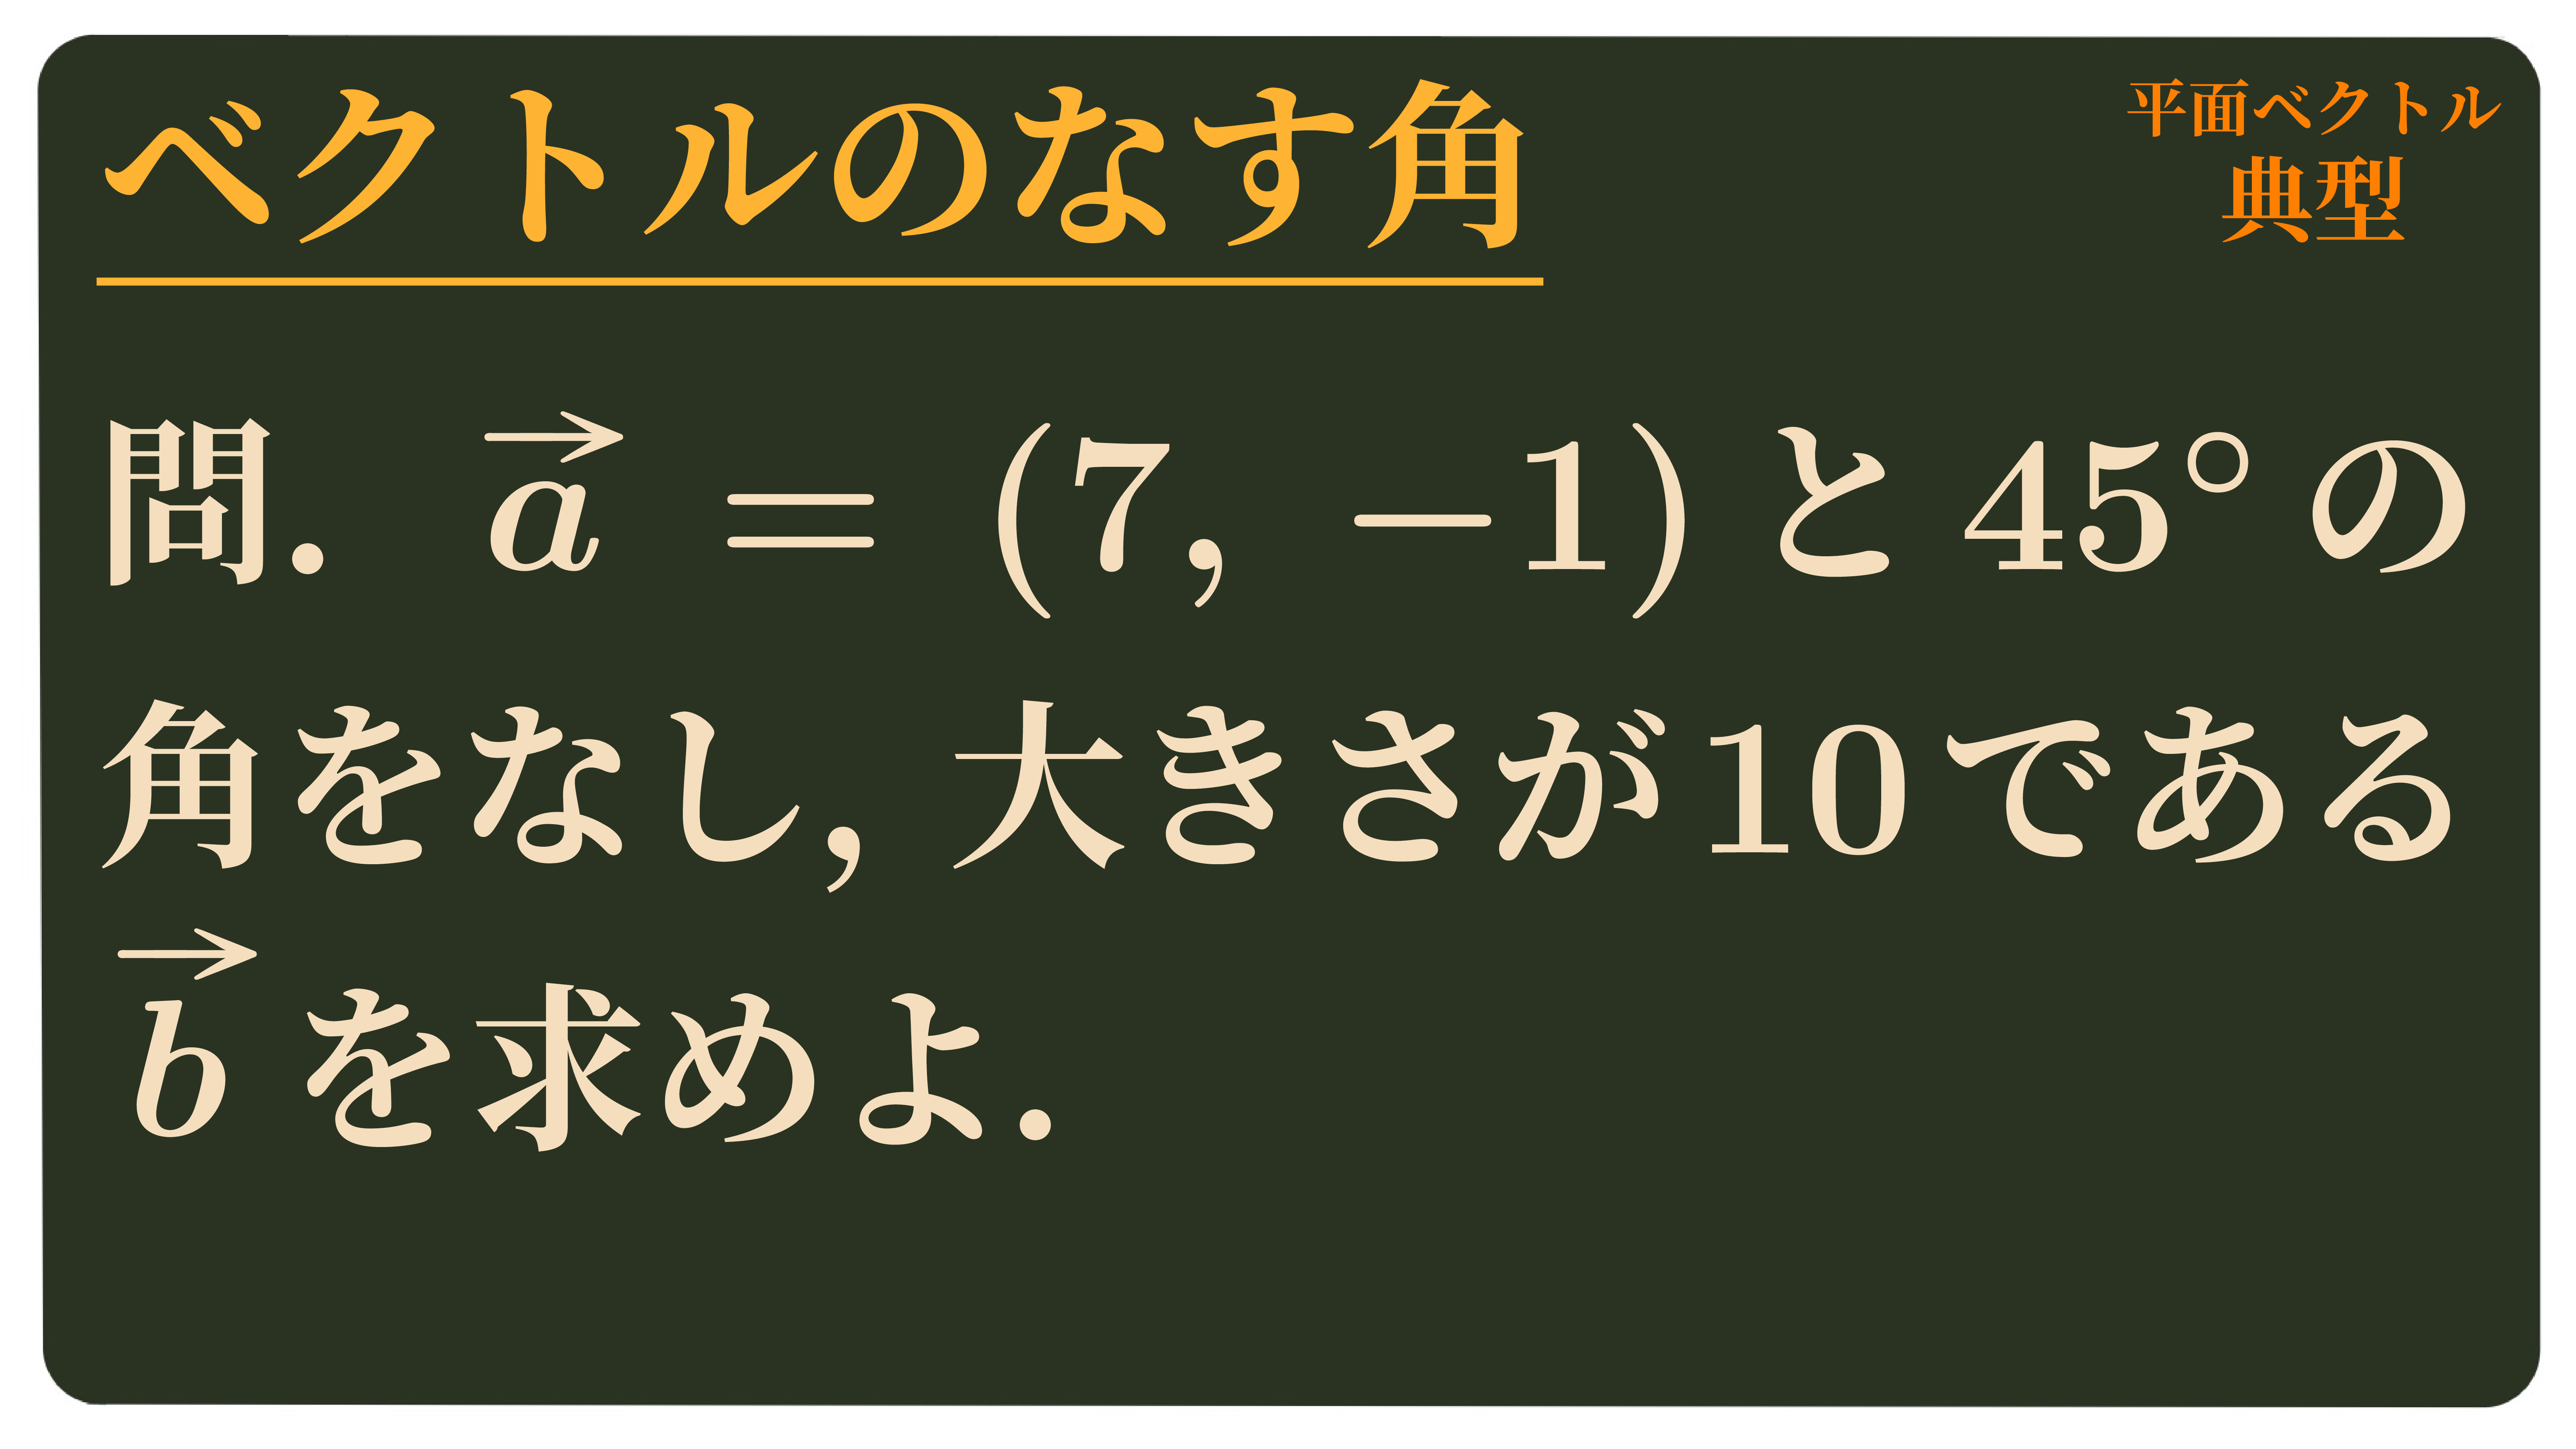 ベクトルのなす角
平面ベクトル
典型
問. $\vec{a} = (7, -1)$ と 45° の
角をなし, 大きさが 10 である
$\vec{b}$ を求めよ.